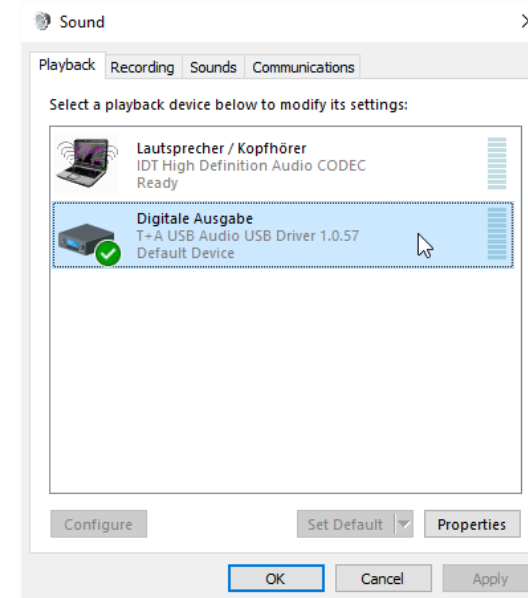 Sound
Playback Recording Sounds Communications
Select a playback device below to modify its settings:
Lautsprecher / Kopfhörer
IDT High Definition Audio CODEC
Ready
Digitale Ausgabe
T+A USB Audio USB Driver 1.0.57
Default Device
Configure Set Default Properties
OK Cancel Apply